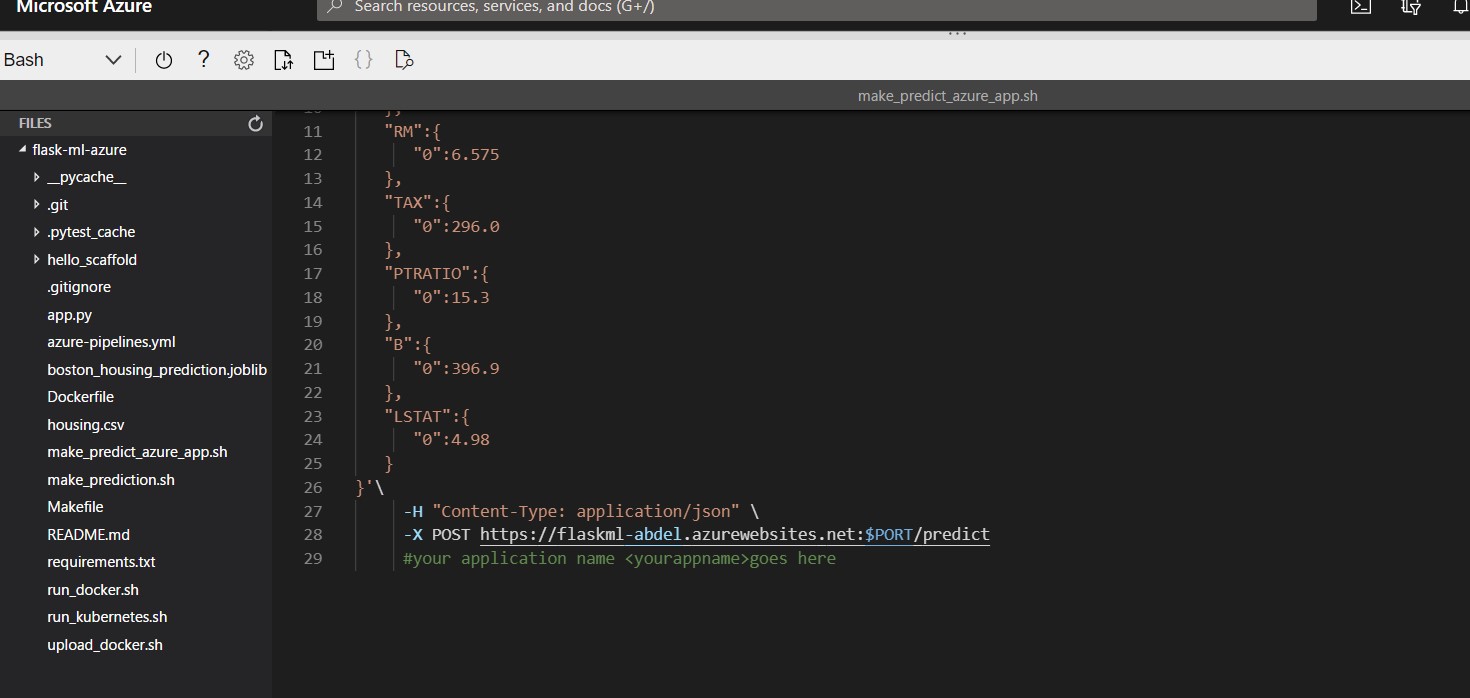 Microsoft Azure
Search resources, services, and docs (G+/)
Bash
?
{}
make_predict_azure_app.sh
FILES
flask-ml-azure
__pycache__
.git
.pytest_cache
hello_scaffold
.gitignore
app.py
azure-pipelines.yml
boston_housing_prediction.joblib
Dockerfile
housing.csv
make_predict_azure_app.sh
make_prediction.sh
Makefile
README.md
requirements.txt
run_docker.sh
run_kubernetes.sh
upload_docker.sh
10 },
11 "RM":{
12 "0":6.575
13 },
14 "TAX":{
15 "0":296.0
16 },
17 "PTRATIO":{
18 "0":15.3
19 },
20 "B":{
21 "0":396.9
22 },
23 "LSTAT":{
24 "0":4.98
25 }
26 }'\
27 -H "Content-Type: application/json" \
28 -X POST https://flaskml-abdel.azurewebsites.net:$PORT/predict
29 #your application name <yourappname>goes here